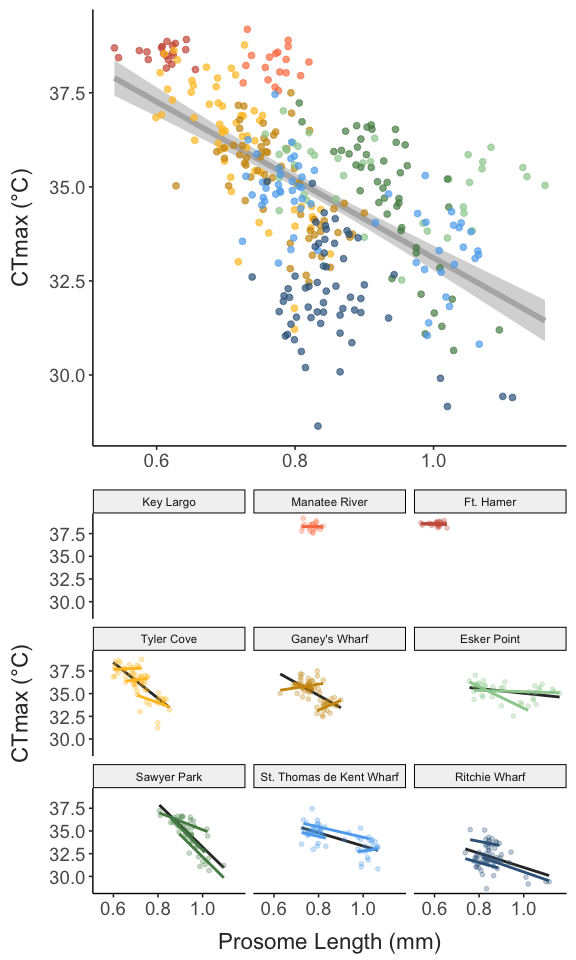 CTmax (°C)
37.5
35.0
32.5
30.0
0.6 0.8 1.0
Key Largo Manatee River Ft. Hamer
37.5
35.0
32.5
30.0
Tyler Cove Ganey's Wharf Esker Point
CTmax (°C)
37.5
35.0
32.5
30.0
Sawyer Park St. Thomas de Kent Wharf Ritchie Wharf
37.5
35.0
32.5
30.0
0.6 0.8 1.0 0.6 0.8 1.0 0.6 0.8 1.0
Prosome Length (mm)